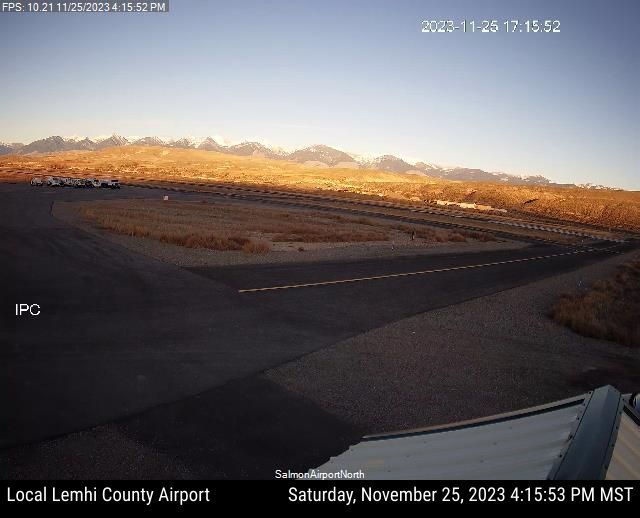 FPS: 10.21 11/25/2023 4:15:52 PM
2023-11-25 17:15:52
IPC
SalmonAirportNorth
Local Lemhi County Airport Saturday, November 25, 2023 4:15:53 PM MST